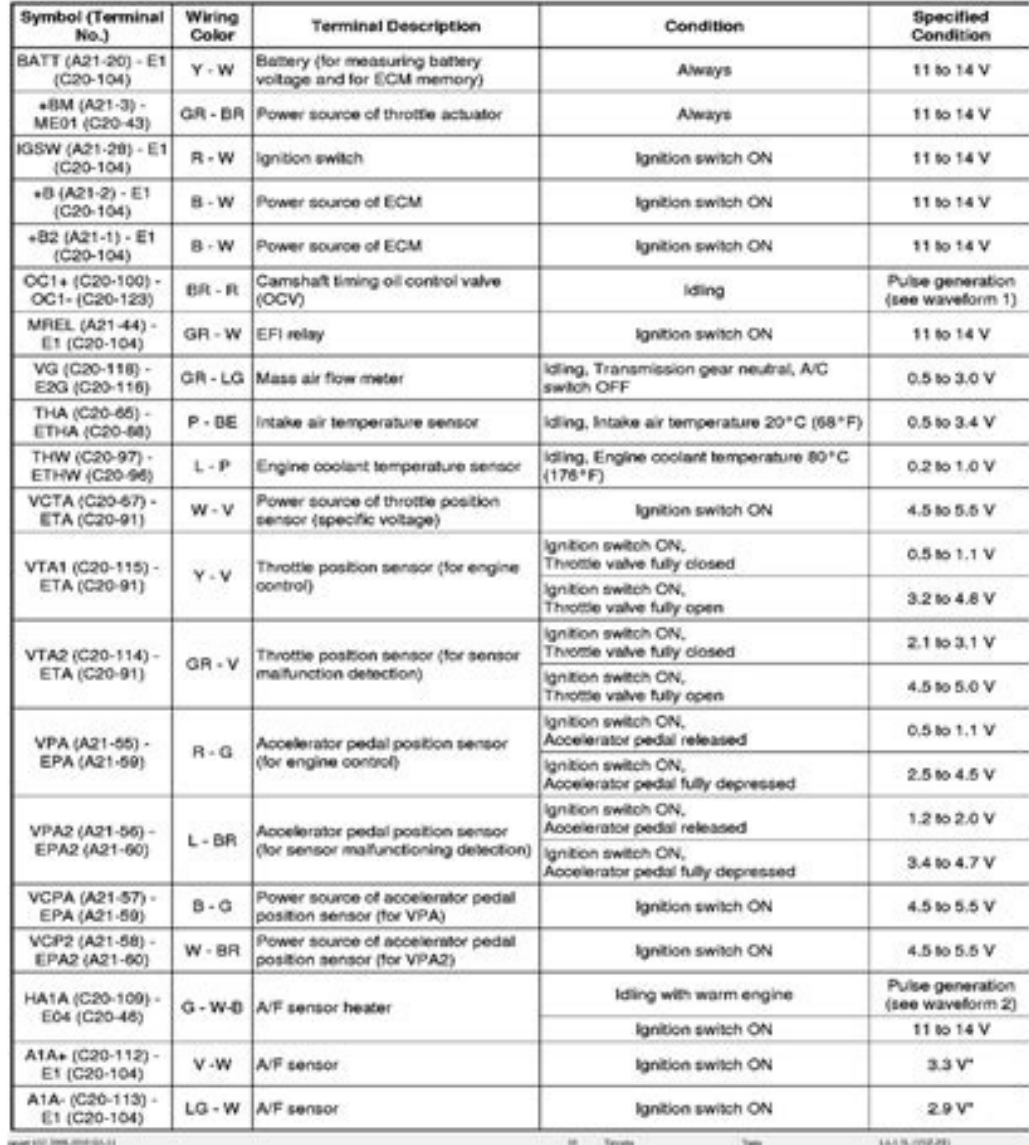 Symbol (Terminal No.) Wiring Color Terminal Description Condition Specified Condition
BATT (A21-20) - E1 (C20-104) Y - W Battery (for measuring battery voltage and for ECM memory) Always 11 to 14 V
+BM (A21-3) - ME01 (C20-43) GR - BR Power source of throttle actuator Always 11 to 14 V
IGSW (A21-28) - E1 (C20-104) R - W Ignition switch Ignition switch ON 11 to 14 V
+B (A21-2) - E1 (C20-104) B - W Power source of ECM Ignition switch ON 11 to 14 V
+B2 (A21-1) - E1 (C20-104) B - W Power source of ECM Ignition switch ON 11 to 14 V
OC1+ (C20-100) - OC1- (C20-123) BR - R Camshaft timing oil control valve (OCV) Idling Pulse generation (see waveform 1)
MREL (A21-44) - E1 (C20-104) GR - W EFI relay Ignition switch ON 11 to 14 V
VG (C20-118) - E2G (C20-116) GR - LG Mass air flow meter Idling, Transmission gear neutral, A/C switch OFF 0.5 to 3.0 V
THA (C20-65) - ETHA (C20-88) P - BE Intake air temperature sensor Idling, Intake air temperature 20°C (68°F) 0.5 to 3.4 V
THW (C20-97) - ETHW (C20-96) L - P Engine coolant temperature sensor Idling, Engine coolant temperature 80°C (176°F) 0.2 to 1.0 V
VCTA (C20-67) - ETA (C20-91) W - V Power source of throttle position sensor (specific voltage) Ignition switch ON 4.5 to 5.5 V
VTA1 (C20-115) - ETA (C20-91) Y - V Throttle position sensor (for engine control) Ignition switch ON, Throttle valve fully closed 0.5 to 1.1 V
Ignition switch ON, Throttle valve fully open 3.2 to 4.8 V
VTA2 (C20-114) - ETA (C20-91) GR - V Throttle position sensor (for sensor malfunction detection) Ignition switch ON, Throttle valve fully closed 2.1 to 3.1 V
Ignition switch ON, Throttle valve fully open 4.5 to 5.0 V
VPA (A21-55) - EPA (A21-59) R - G Accelerator pedal position sensor (for engine control) Ignition switch ON, Accelerator pedal released 0.5 to 1.1 V
Ignition switch ON, Accelerator pedal fully depressed 2.5 to 4.5 V
VPA2 (A21-56) - EPA2 (A21-60) L - BR Accelerator pedal position sensor (for sensor malfunctioning detection) Ignition switch ON, Accelerator pedal released 1.2 to 2.0 V
Ignition switch ON, Accelerator pedal fully depressed 3.4 to 4.7 V
VCPA (A21-57) - EPA (A21-59) B - G Power source of accelerator pedal position sensor (for VPA) Ignition switch ON 4.5 to 5.5 V
VCP2 (A21-58) - EPA2 (A21-60) W - BR Power source of accelerator pedal position sensor (for VPA2) Ignition switch ON 4.5 to 5.5 V
HA1A (C20-109) - E04 (C20-46) G - W-B A/F sensor heater Idling with warm engine Pulse generation (see waveform 2)
Ignition switch ON 11 to 14 V
A1A+ (C20-112) - E1 (C20-104) V - W A/F sensor Ignition switch ON 3.3 V*
A1A- (C20-113) - E1 (C20-104) LG - W A/F sensor Ignition switch ON 2.9 V*